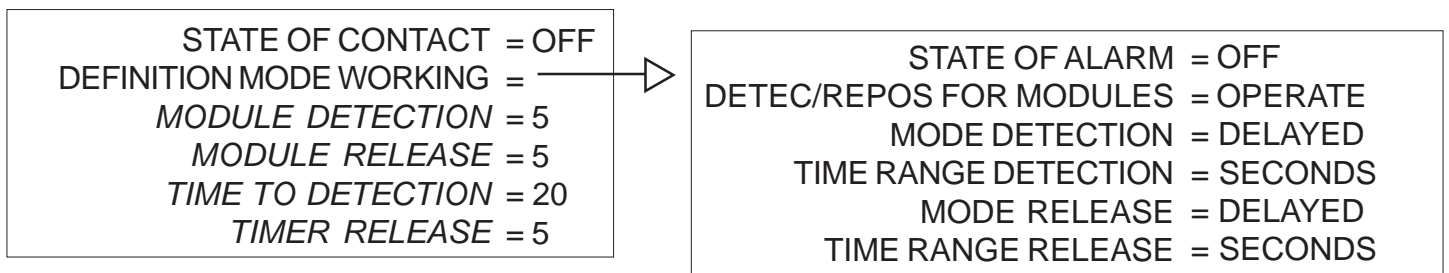 STATE OF CONTACT = OFF
DEFINITION MODE WORKING =
MODULE DETECTION = 5
MODULE RELEASE = 5
TIME TO DETECTION = 20
TIMER RELEASE = 5
STATE OF ALARM = OFF
DETEC/REPOS FOR MODULES = OPERATE
MODE DETECTION = DELAYED
TIME RANGE DETECTION = SECONDS
MODE RELEASE = DELAYED
TIME RANGE RELEASE = SECONDS